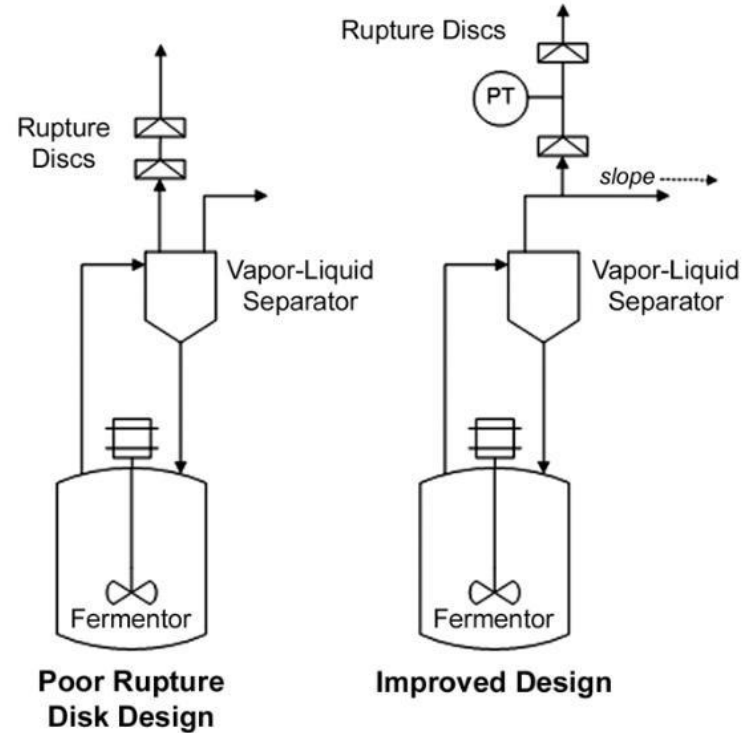 Rupture
Discs
Vapor-Liquid
Separator
Fermentor
Poor Rupture
Disk Design
Rupture Discs
PT
slope
Vapor-Liquid
Separator
Fermentor
Improved Design